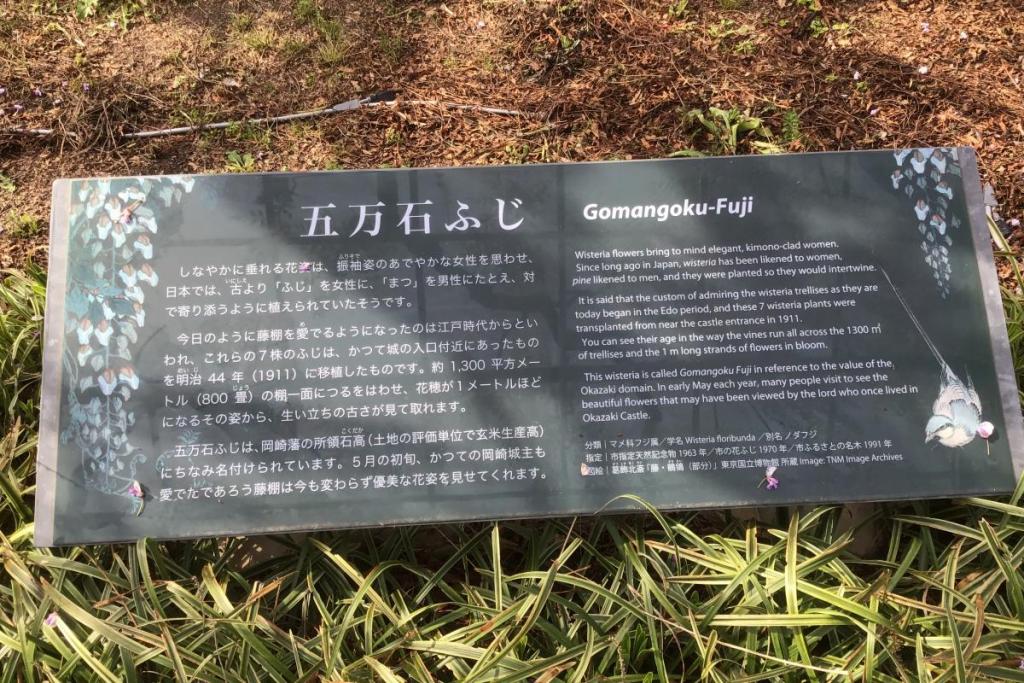 五万石ふじ
しなやかに垂れる花姿は、振袖姿のあでやかな女性を思わせ、
日本では、古より「ふじ」を女性に、「まつ」を男性にたとえ、対
で寄り添うように植えられていたそうです。
今日のように藤棚を愛でるようになったのは江戸時代からとい
われ、これらの7株のふじは、かつて城の入口付近にあったもの
を明治 44 年（1911）に移植したものです。約 1,300 平方メー
トル（800 畳）の棚一面につるをはわせ、花穂が1メートルほど
になるその姿から、生い立ちの古さが見て取れます。
五万石ふじは、岡崎藩の所領石高（土地の評価単位で玄米生産高）
にちなみ名付けられています。5月の初旬、かつての岡崎城主も
愛でたであろう藤棚は今も変わらず優美な花姿を見せてくれます。
Gomangoku-Fuji
Wisteria flowers bring to mind elegant, kimono-clad women.
Since long ago in Japan, wisteria has been likened to women,
pine likened to men, and they were planted so they would intertwine.
It is said that the custom of admiring the wisteria trellises as they are
today began in the Edo period, and these 7 wisteria plants were
transplanted from near the castle entrance in 1911.
You can see their age in the way the vines run all across the 1300 ㎡
of trellises and the 1 m long strands of flowers in bloom.
This wisteria is called Gomangoku Fuji in reference to the value of the
Okazaki domain. In early May each year, many people visit to see the
beautiful flowers that may have been viewed by the lord who once lived in
Okazaki Castle.
分類｜マメ科フジ属／学名 Wisteria floribunda ／別名 ノダフジ
指定｜市指定天然記念物 1963 年／市の花ふじ 1970 年／市ふるさとの名木 1991 年
図絵｜葛飾北斎「藤・鶺鴒（部分）」東京国立博物館 所蔵 Image: TNM Image Archives